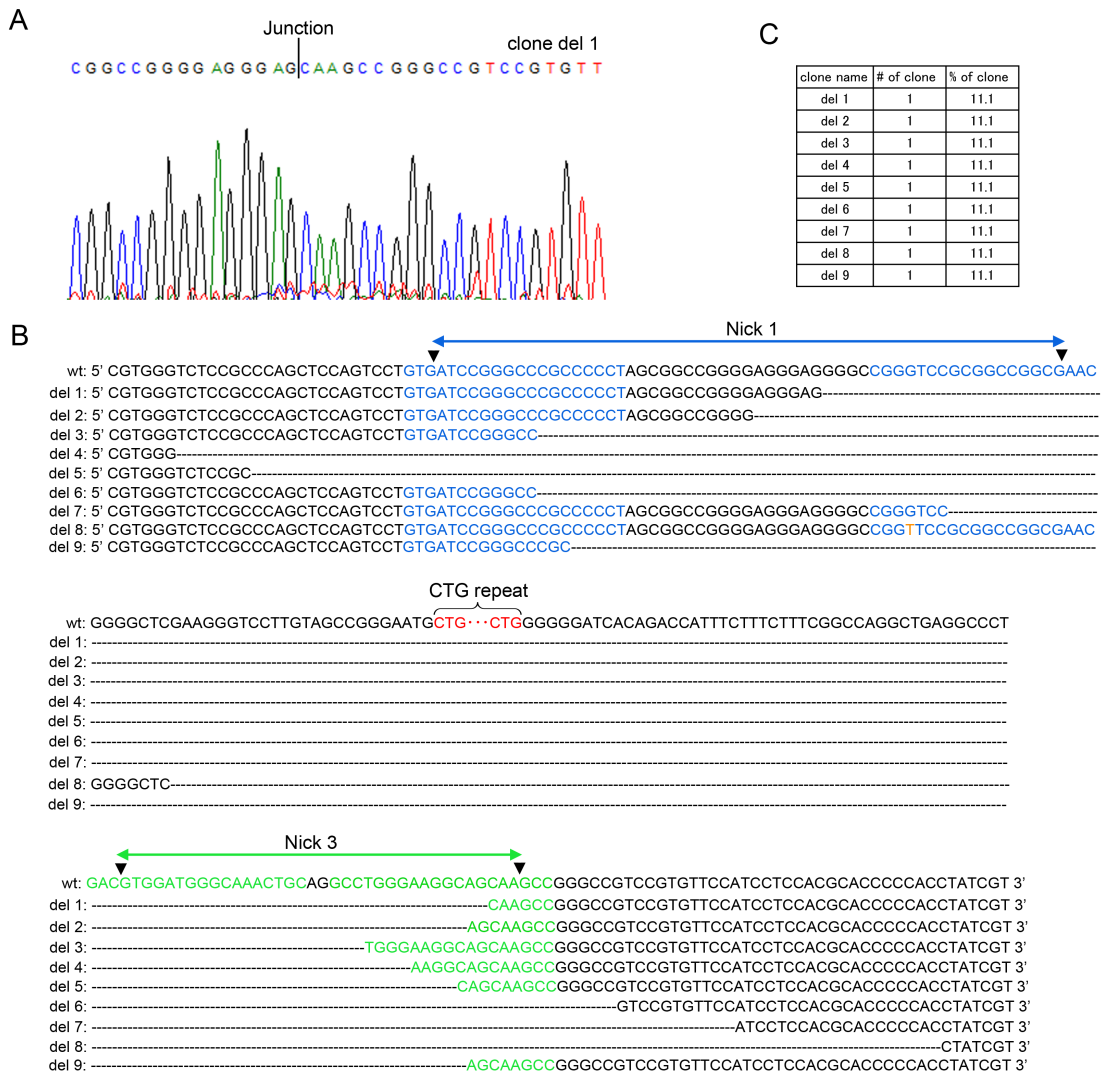 A
Junction
clone del 1
CGGCCGGGGAGGGAGCAAGCCGGGCCGTCCGTGTT
C
clone name # of clone % of clone
del 1 1 11.1
del 2 1 11.1
del 3 1 11.1
del 4 1 11.1
del 5 1 11.1
del 6 1 11.1
del 7 1 11.1
del 8 1 11.1
del 9 1 11.1
B
Nick 1
wt: 5’ CGTGGGTCTCCGCCCAGCTCCAGTCCTGTGATCCGGGCCCGCCCCCTAGCGGCCGGGGAGGGAGGGGCCGGGTCCGCGGCCGGCGAAC
del 1: 5’ CGTGGGTCTCCGCCCAGCTCCAGTCCTGTGATCCGGGCCCGCCCCCTAGCGGCCGGGGAGGGAG
del 2: 5’ CGTGGGTCTCCGCCCAGCTCCAGTCCTGTGATCCGGGCCCGCCCCCTAGCGGCCGGGG
del 3: 5’ CGTGGGTCTCCGCCCAGCTCCAGTCCTGTGATCCGGGCC
del 4: 5’ CGTGGG
del 5: 5’ CGTGGGTCTCCGC
del 6: 5’ CGTGGGTCTCCGCCCAGCTCCAGTCCTGTGATCCGGGCC
del 7: 5’ CGTGGGTCTCCGCCCAGCTCCAGTCCTGTGATCCGGGCCCGCCCCCTAGCGGCCGGGGAGGGAGGGGCCGGGTCC
del 8: 5’ CGTGGGTCTCCGCCCAGCTCCAGTCCTGTGATCCGGGCCCGCCCCCTAGCGGCCGGGGAGGGAGGGGCCGGTTCCGCGGCCGGCGAAC
del 9: 5’ CGTGGGTCTCCGCCCAGCTCCAGTCCTGTGATCCGGGCCCGC
CTG repeat
wt: GGGGCTCGAAGGGTCCTTGTAGCCGGGAATGCTG···CTGGGGGGATCACAGACCATTTCTTTCTTTCGGCCAGGCTGAGGCCCT
del 1:
del 2:
del 3:
del 4:
del 5:
del 6:
del 7:
del 8: GGGGCTC
del 9:
Nick 3
wt: GACGTGGATGGGCAAACTGCAGGCCTGGGAAGGCAGCAAGCCGGGCCGTCCGTGTTCCATCCTCCACGCACCCCCACCTATCGT 3’
del 1: CAAGCCGGGCCGTCCGTGTTCCATCCTCCACGCACCCCCACCTATCGT 3’
del 2: AGCAAGCCGGGCCGTCCGTGTTCCATCCTCCACGCACCCCCACCTATCGT 3’
del 3: TGGGAAGGCAGCAAGCCGGGCCGTCCGTGTTCCATCCTCCACGCACCCCCACCTATCGT 3’
del 4: AAGGCAGCAAGCCGGGCCGTCCGTGTTCCATCCTCCACGCACCCCCACCTATCGT 3’
del 5: CAGCAAGCCGGGCCGTCCGTGTTCCATCCTCCACGCACCCCCACCTATCGT 3’
del 6: GTCCGTGTTCCATCCTCCACGCACCCCCACCTATCGT 3’
del 7: ATCCTCCACGCACCCCCACCTATCGT 3’
del 8: CTATCGT 3’
del 9: AGCAAGCCGGGCCGTCCGTGTTCCATCCTCCACGCACCCCCACCTATCGT 3’